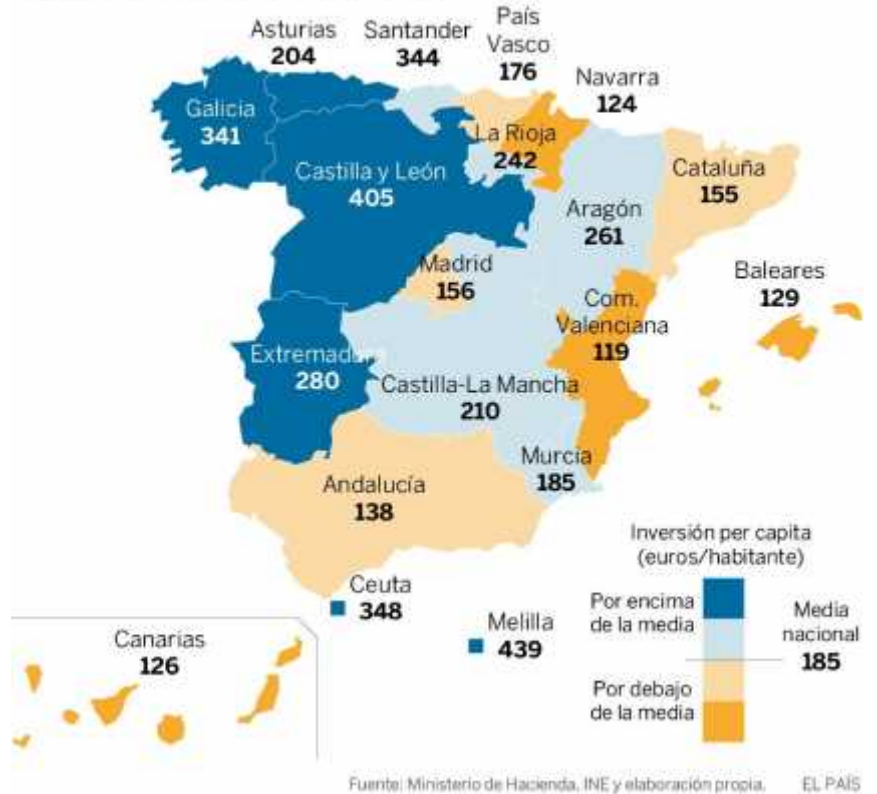 Asturias
204
Santander
344
País
Vasco
176
Navarra
124
Galicia
341
La Rioja
242
Castilla y León
405
Cataluña
155
Aragón
261
Madrid
156
Baleares
129
Com.
Valenciana
119
Extremadura
280
Castilla-La Mancha
210
Murcia
185
Andalucía
138
Inversión per capita
(euros/habitante)
Por encima
de la media
Media
nacional
185
Por debajo
de la media
Ceuta
348
Melilla
439
Canarias
126
Fuente: Ministerio de Hacienda, INE y elaboración propia.
EL PAÍS